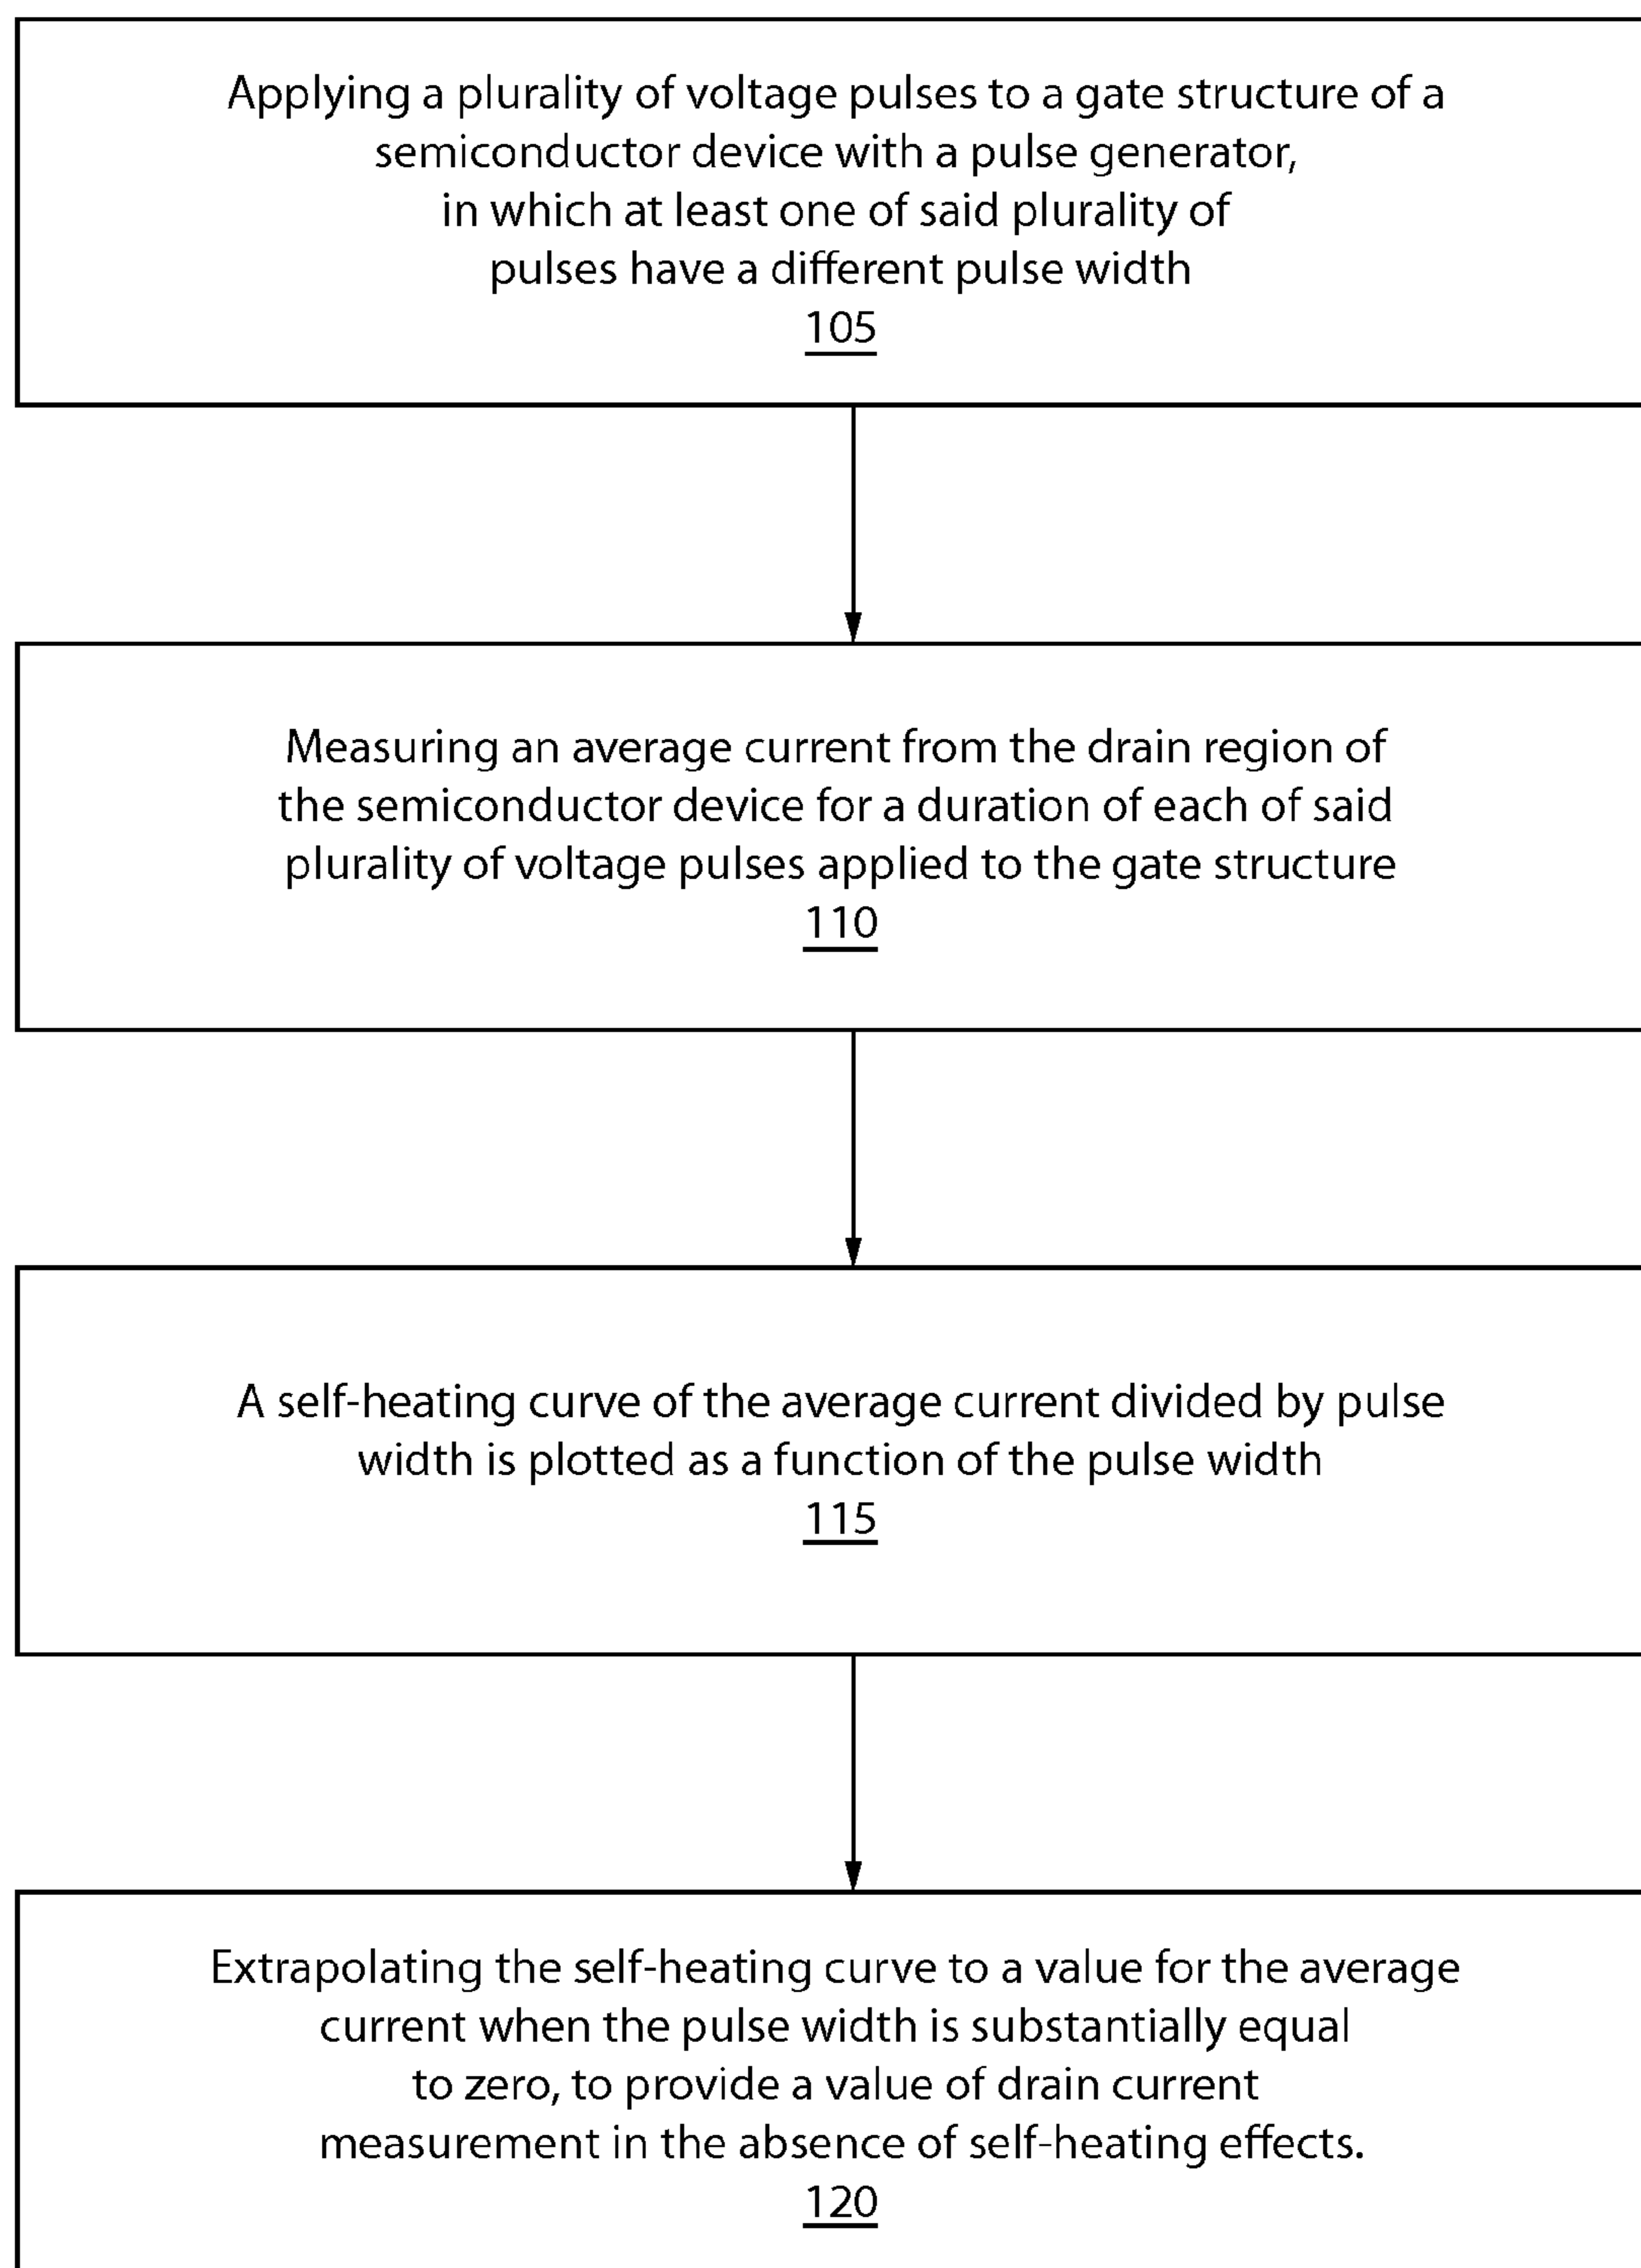 Applying a plurality of voltage pulses to a gate structure of a
semiconductor device with a pulse generator,
in which at least one of said plurality of
pulses have a different pulse width
105
Measuring an average current from the drain region of
the semiconductor device for a duration of each of said
plurality of voltage pulses applied to the gate structure
110
A self-heating curve of the average current divided by pulse
width is plotted as a function of the pulse width
115
Extrapolating the self-heating curve to a value for the average
current when the pulse width is substantially equal
to zero, to provide a value of drain current
measurement in the absence of self-heating effects.
120